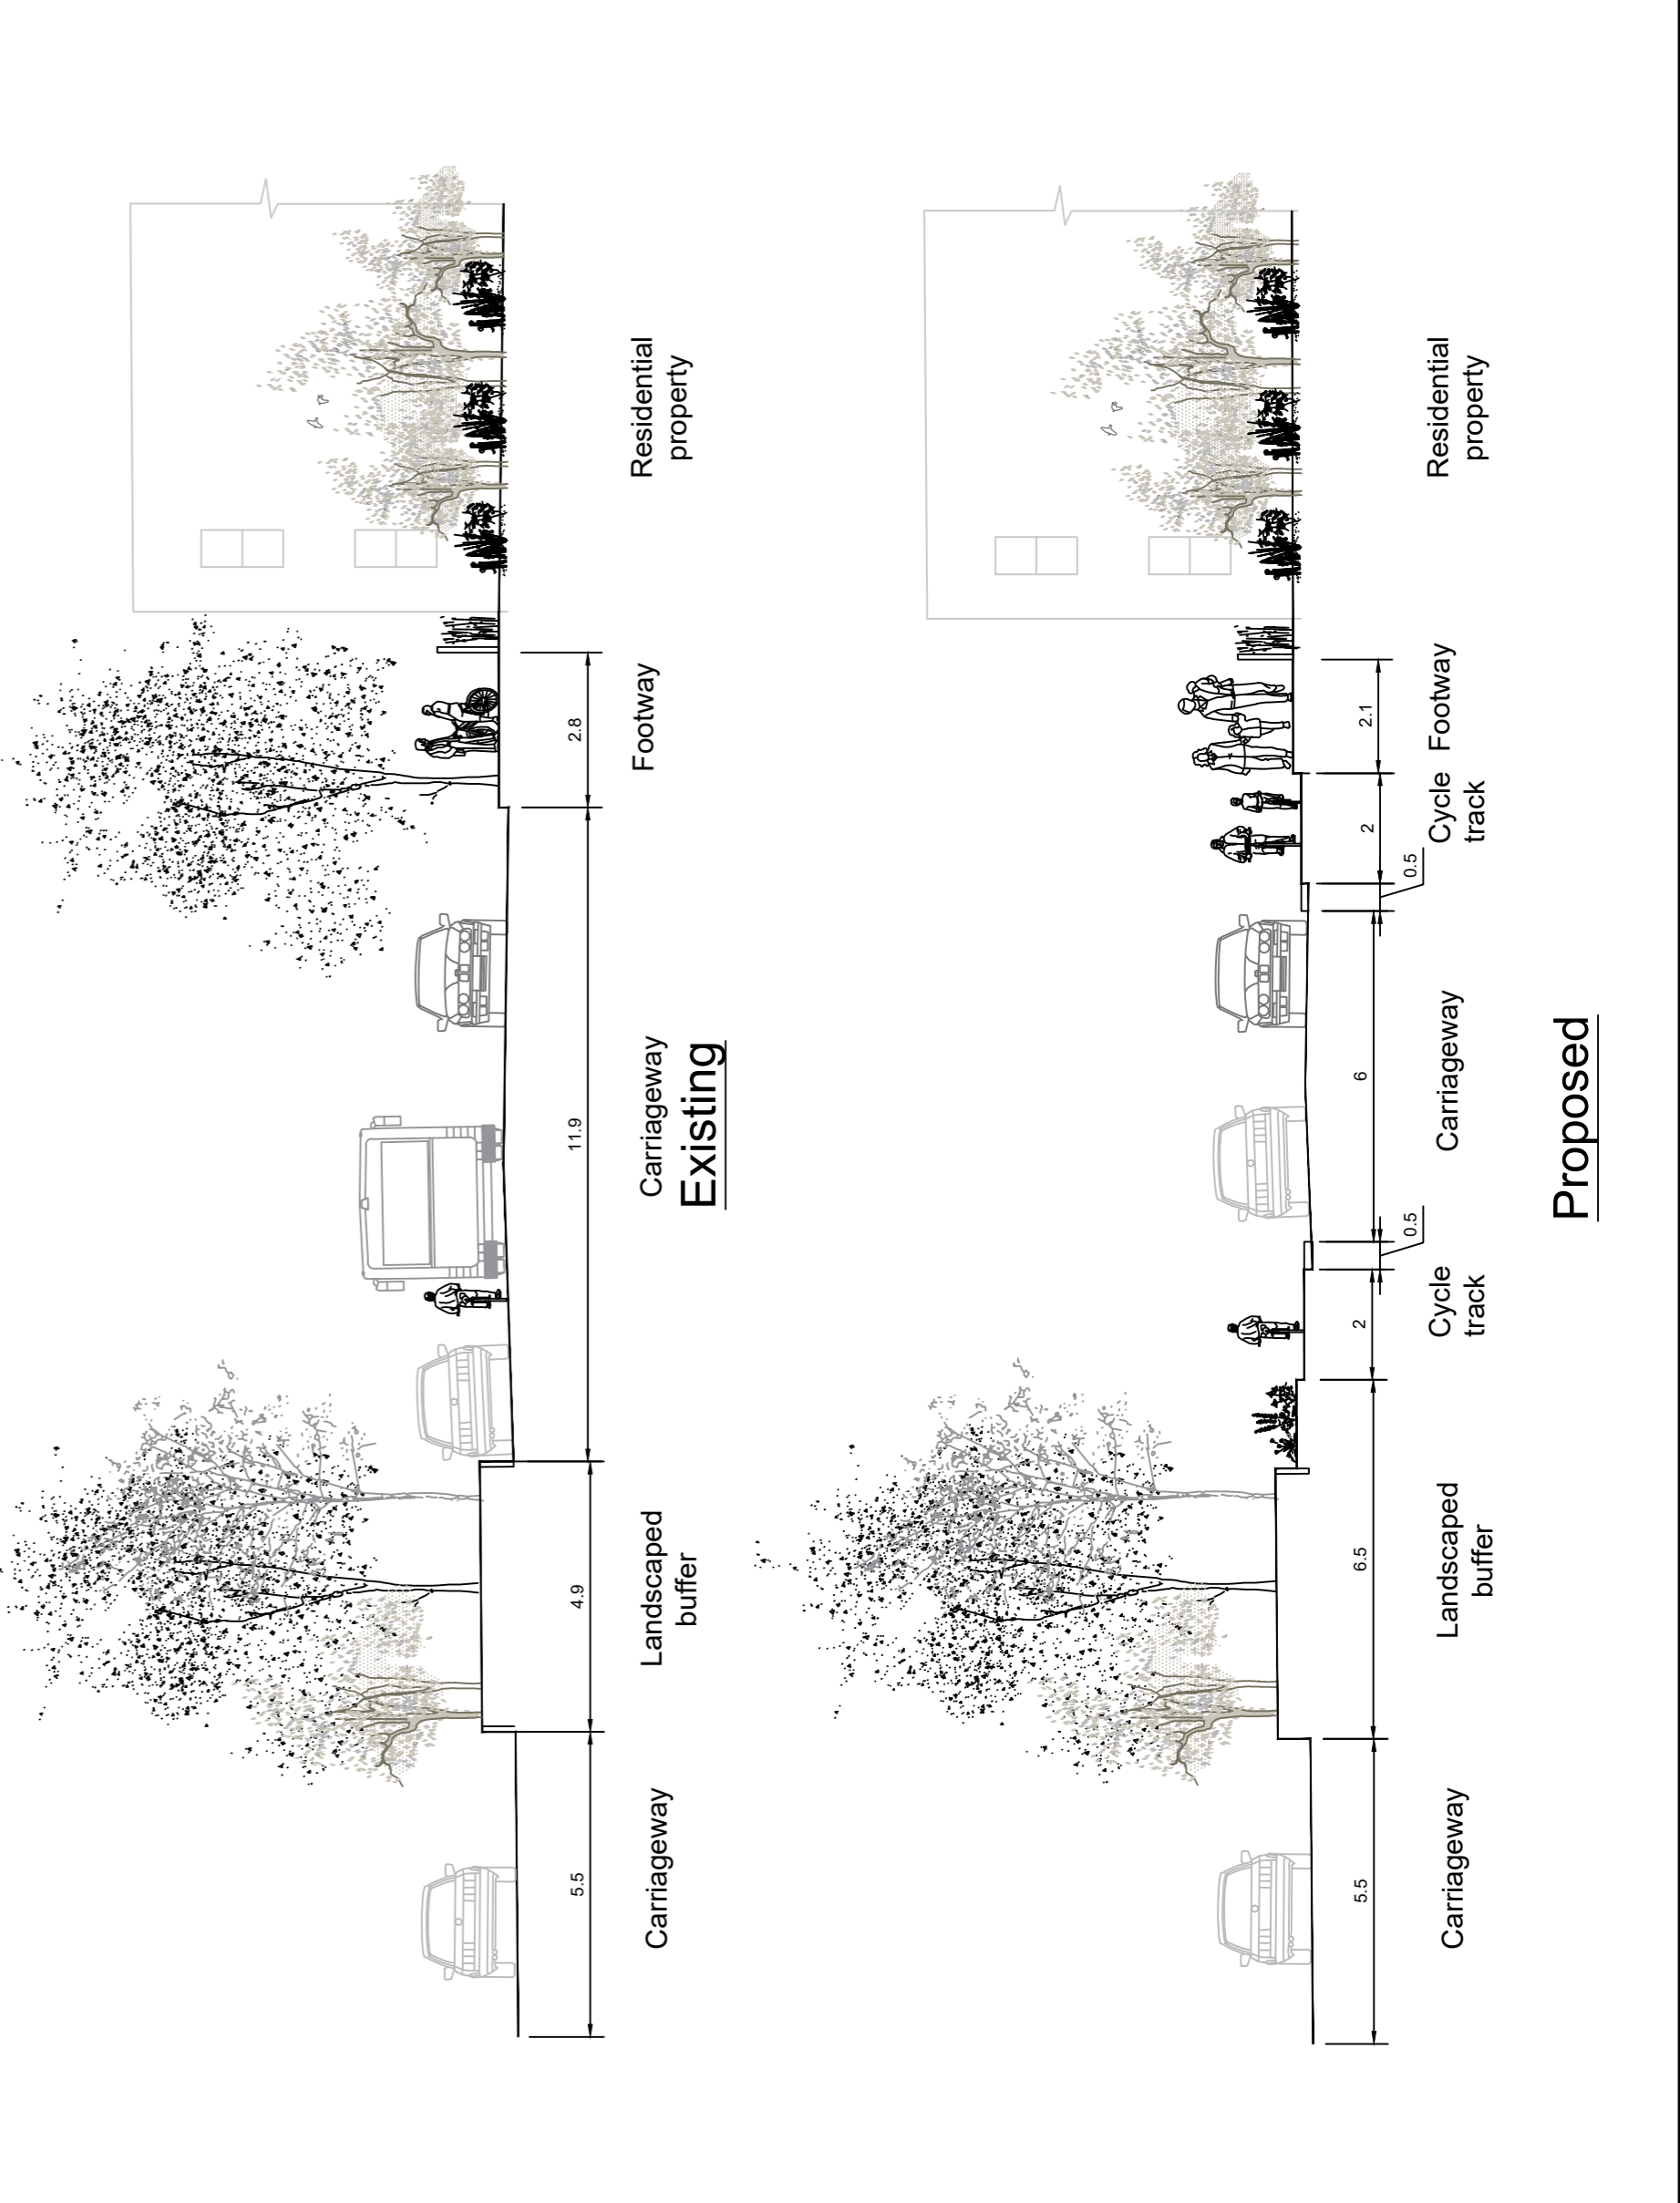 5.5
4.9
11.9
2.8
Carriageway
Landscaped
buffer
Carriageway
Footway
Residential
property
Existing
5.5
6.5
2
0.5
6
0.5
2
2.1
Carriageway
Landscaped
buffer
Cycle
track
Carriageway
Cycle
track
Footway
Residential
property
Proposed